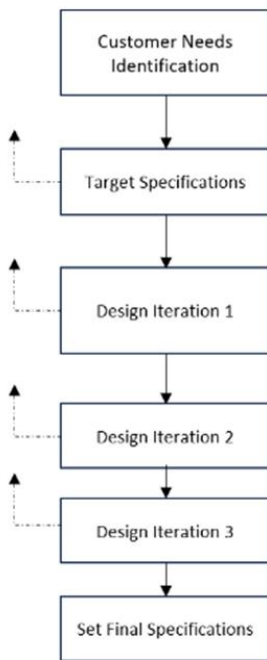 Customer Needs
Identification
Target Specifications
Design Iteration 1
Design Iteration 2
Design Iteration 3
Set Final Specifications